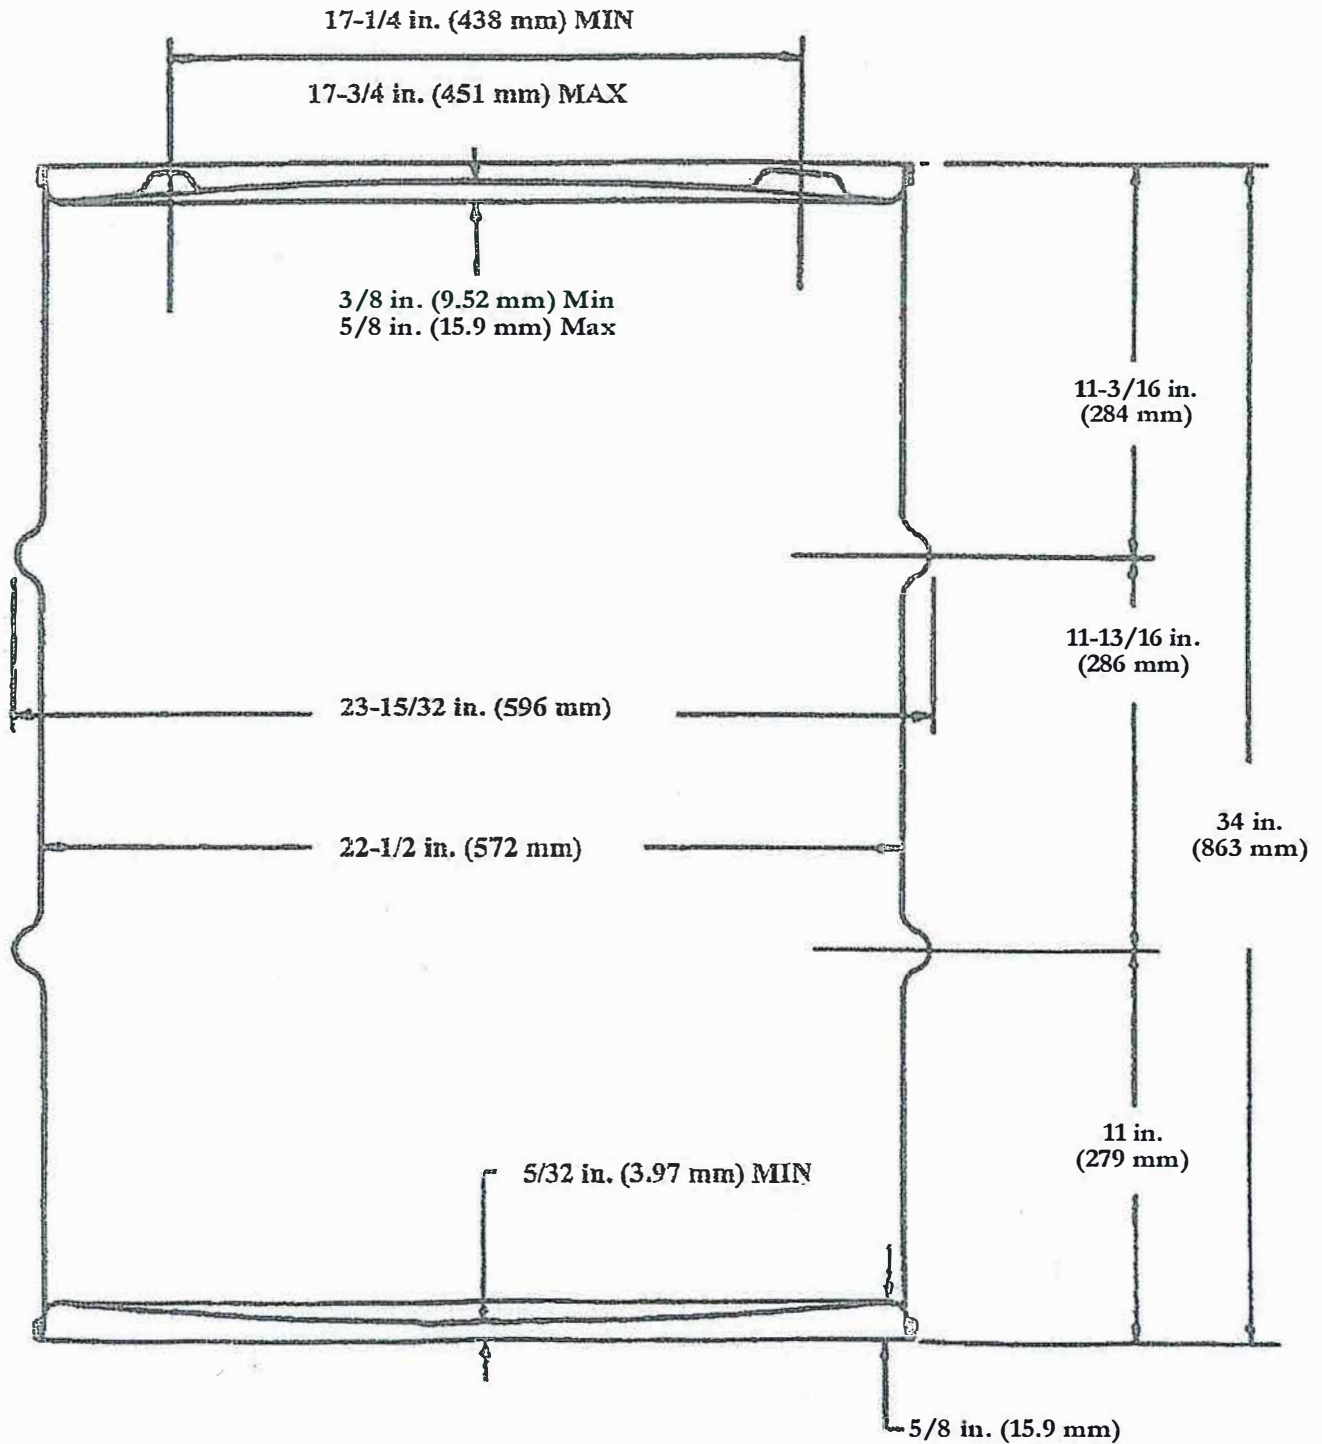 17-1/4 in. (438 mm) MIN
17-3/4 in. (451 mm) MAX
3/8 in. (9.52 mm) Min
5/8 in. (15.9 mm) Max
11-3/16 in.
(284 mm)
11-13/16 in.
(286 mm)
23-15/32 in. (596 mm)
34 in.
(863 mm)
22-1/2 in. (572 mm)
11 in.
(279 mm)
5/32 in. (3.97 mm) MIN
5/8 in. (15.9 mm)